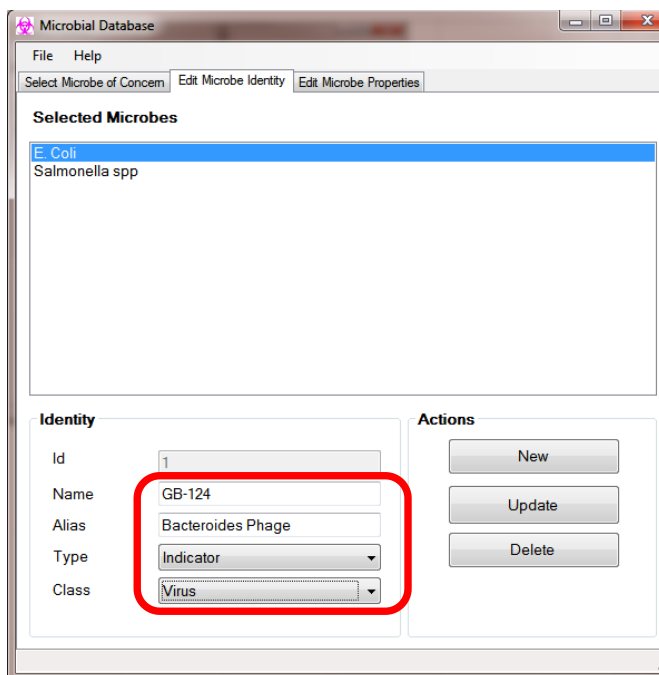 Microbial Database
File Help
Select Microbe of Concern Edit Microbe Identity Edit Microbe Properties
Selected Microbes
E. Coli
Salmonella spp
Identity
Actions
Id 1
New
Name GB-124
Update
Alias Bacteroides Phage
Type Indicator
Delete
Class Virus